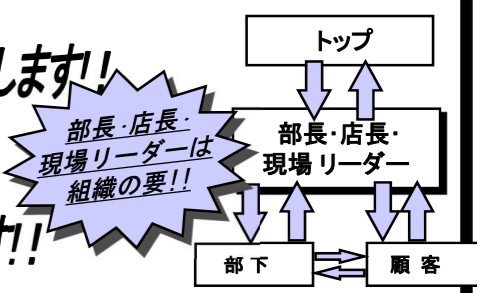 します!!
トップ
部長・店長・
現場リーダーは
組織の要!!
部長・店長・
現場リーダー
!!
部下
顧客